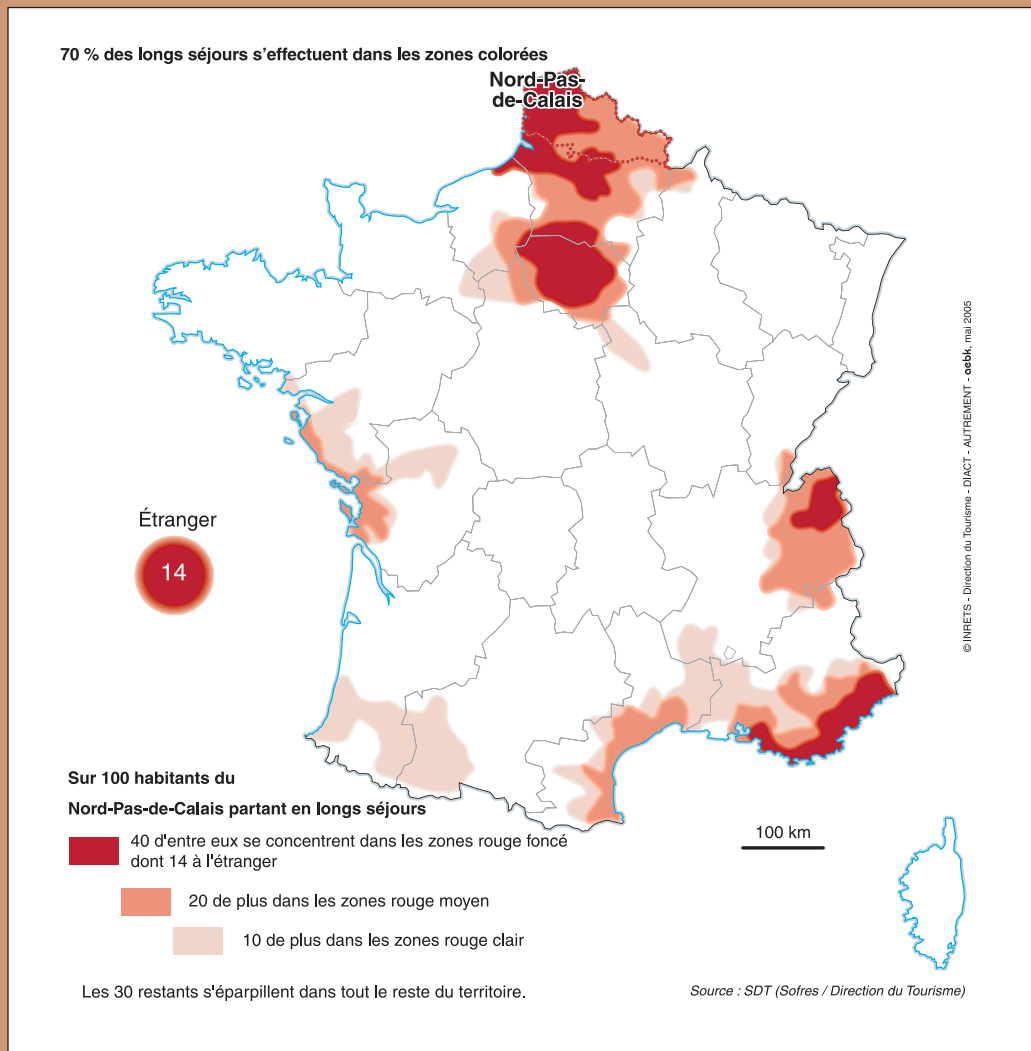 70 % des longs séjours s'effectuent dans les zones colorées
Nord-Pas-
de-Calais
Étranger
14
© INRETS - Direction du Tourisme - DIACT - AUTREMENT - aebk, mai 2005
Sur 100 habitants du
Nord-Pas-de-Calais partant en longs séjours
40 d'entre eux se concentrent dans les zones rouge foncé
dont 14 à l'étranger
20 de plus dans les zones rouge moyen
10 de plus dans les zones rouge clair
Les 30 restants s'éparpillent dans tout le reste du territoire.
100 km
Source : SDT (Sofres / Direction du Tourisme)